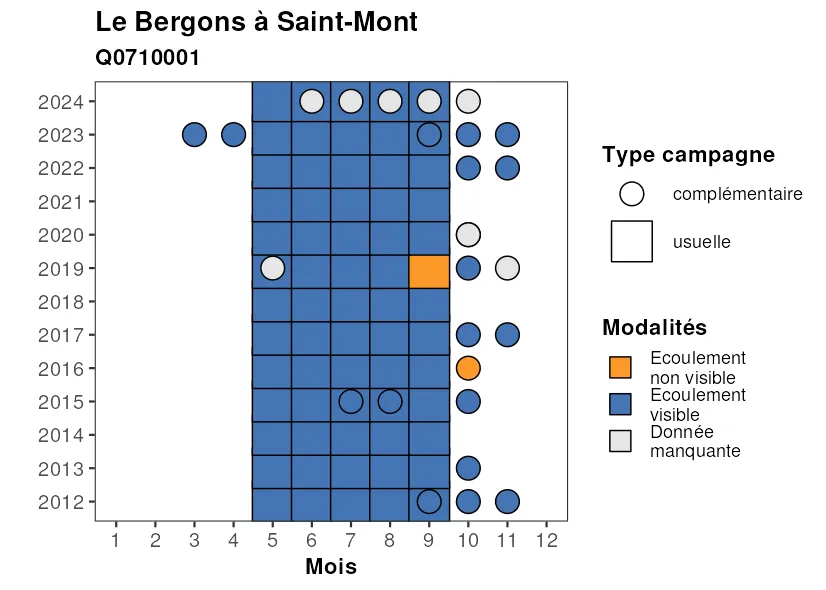 Le Bergons à Saint-Mont
Q0710001
2024
2023
2022
2021
2020
2019
2018
2017
2016
2015
2014
2013
2012
1 2 3 4 5 6 7 8 9 10 11 12
Mois
Type campagne
complémentaire
usuelle
Modalités
Ecoulement
non visible
Ecoulement
visible
Donnée
manquante